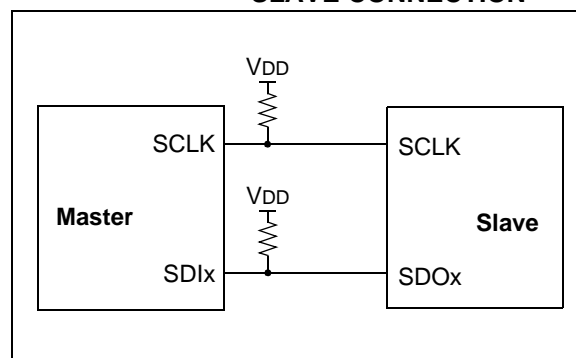 SLAVE CONNECTION
VDD
SCLK
SCLK
VDD
Master
Slave
SDIx
SDOx